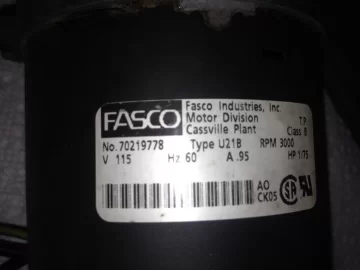 FASCO
Fasco Industries, Inc.
Motor Division
Cassville Plant
T.P.
Class B
No. 70219778 Type U21B RPM 3000
V 115 Hz 60 A .95 HP 1/75
AO
CK05